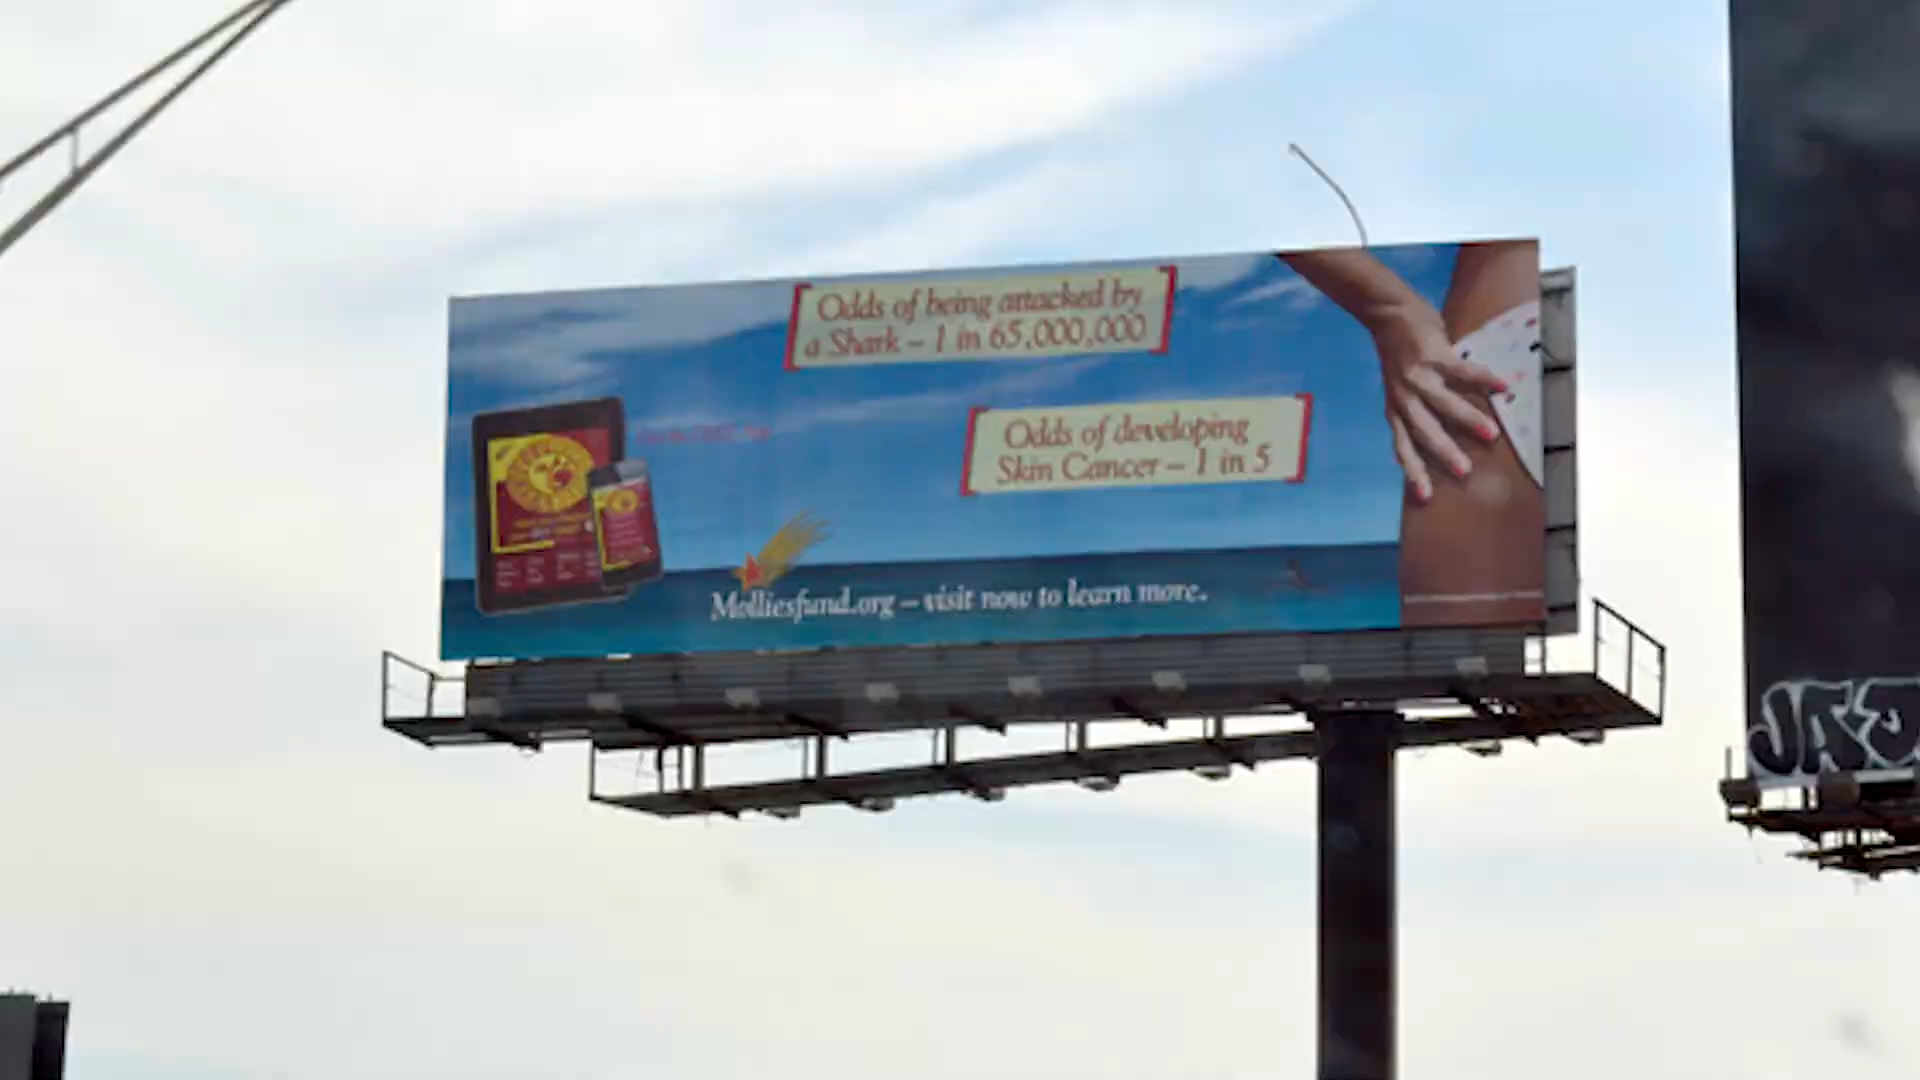 Odds of being attacked by
a Shark – 1 in 65,000,000
Odds of developing
Skin Cancer – 1 in 5
Molliesfund.org – visit now to learn more.